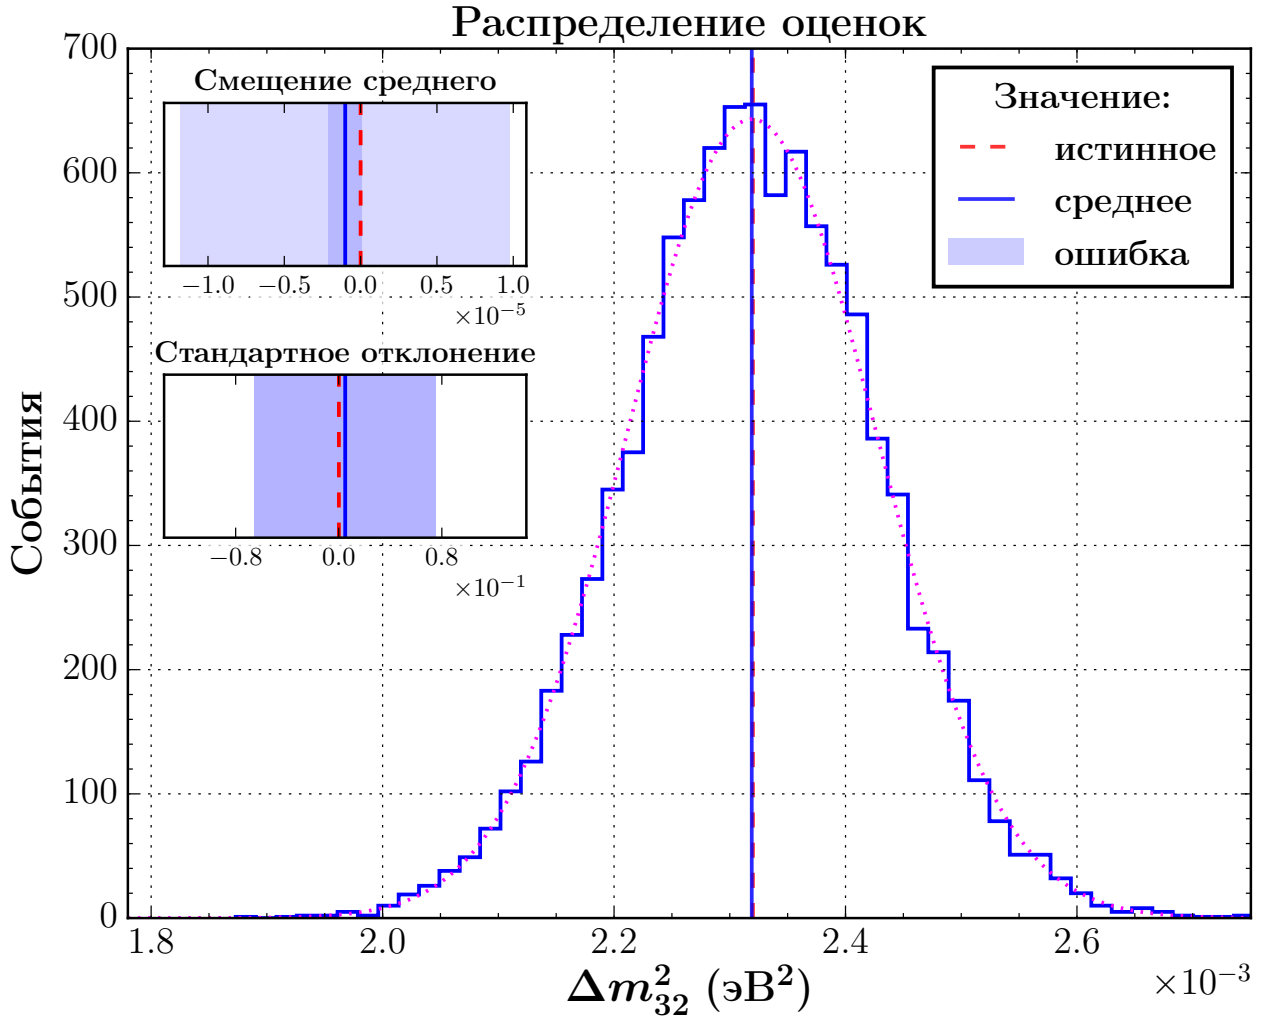 Распределение оценок
700
600
500
400
300
200
100
0
События
Смещение среднего
−1.0 −0.5 0.0 0.5 1.0
×10⁻⁵
Стандартное отклонение
−0.8 0.0 0.8
×10⁻¹
Значение:
истинное
среднее
ошибка
1.8 2.0 2.2 2.4 2.6
×10⁻³
Δm²₃₂ (эВ²)